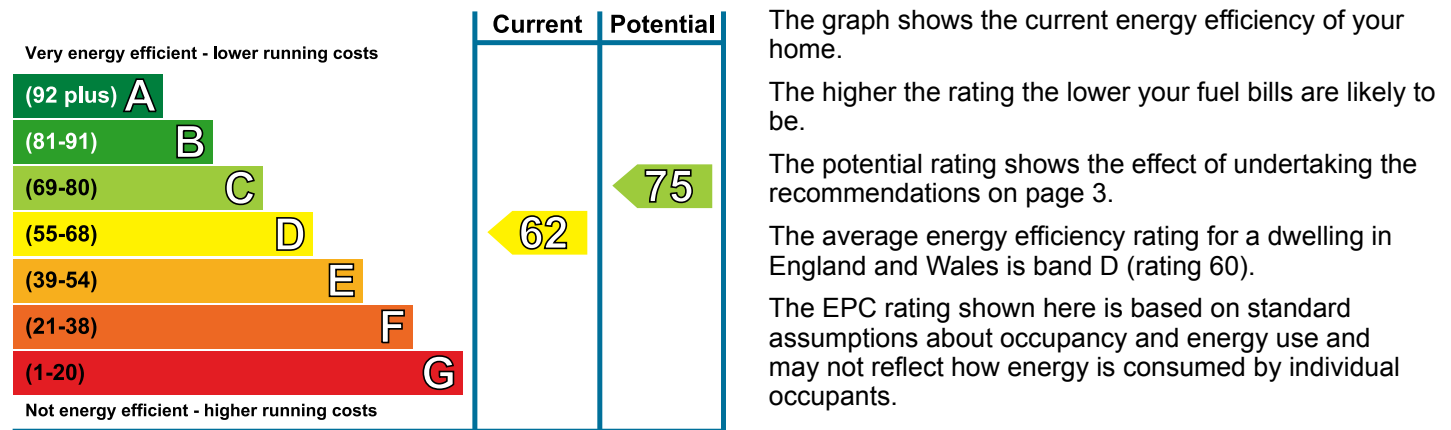 Current Potential
Very energy efficient - lower running costs
(92 plus) A
(81-91) B
(69-80) C
75
(55-68) D
62
(39-54) E
(21-38) F
(1-20) G
Not energy efficient - higher running costs
The graph shows the current energy efficiency of your
home.
The higher the rating the lower your fuel bills are likely to
be.
The potential rating shows the effect of undertaking the
recommendations on page 3.
The average energy efficiency rating for a dwelling in
England and Wales is band D (rating 60).
The EPC rating shown here is based on standard
assumptions about occupancy and energy use and
may not reflect how energy is consumed by individual
occupants.